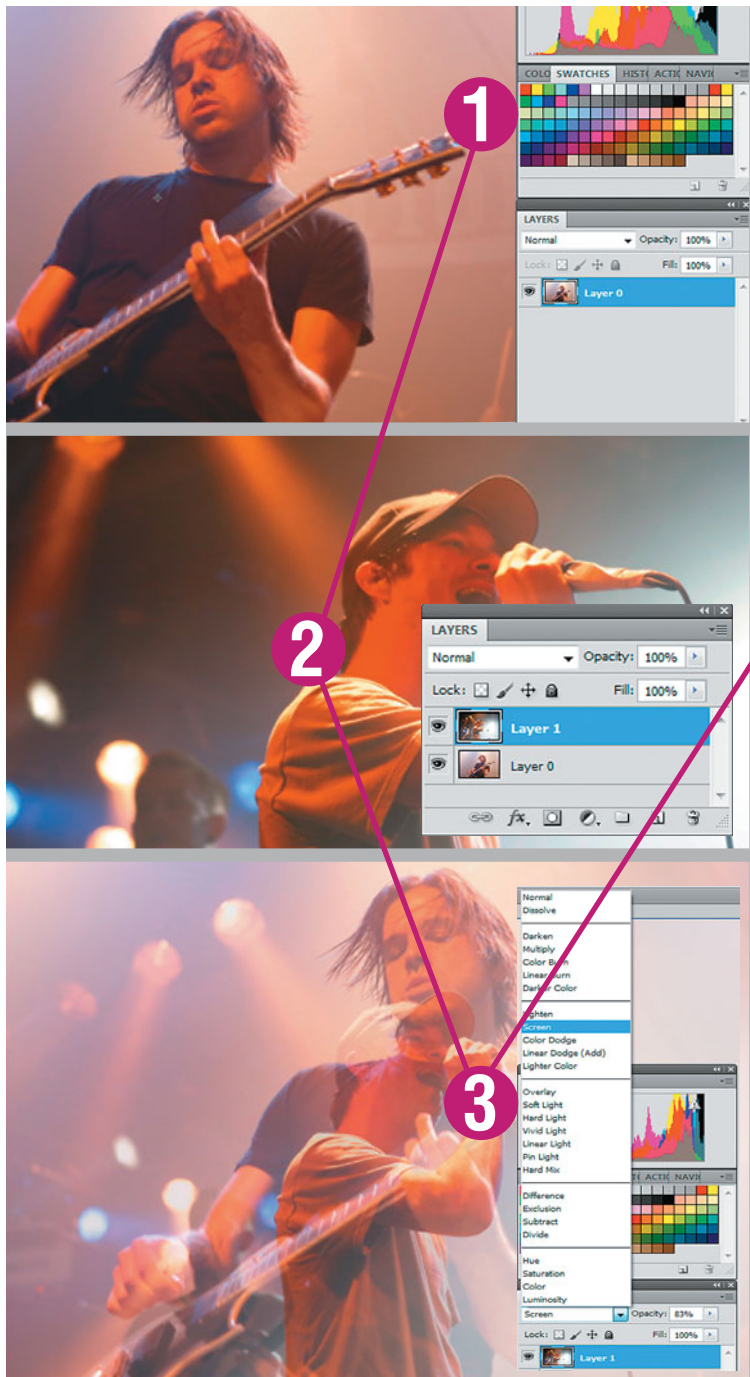 1
COLO SWATCHES HISTO ACTIO NAVIO
LAYERS
Normal Opacity: 100%
Lock: Fill: 100%
Layer 0
2
LAYERS
Normal Opacity: 100%
Lock: Fill: 100%
Layer 1
Layer 0
fx.
3
Normal
Dissolve
Darken
Multiply
Color Burn
Linear Burn
Darker Color
Lighten
Screen
Color Dodge
Linear Dodge (Add)
Lighter Color
Overlay
Soft Light
Hard Light
Vivid Light
Linear Light
Pin Light
Hard Mix
Difference
Exclusion
Subtract
Divide
Hue
Saturation
Color
Luminosity
ACTIC NAVI
Screen Opacity: 83%
Lock: Fill: 100%
Layer 1